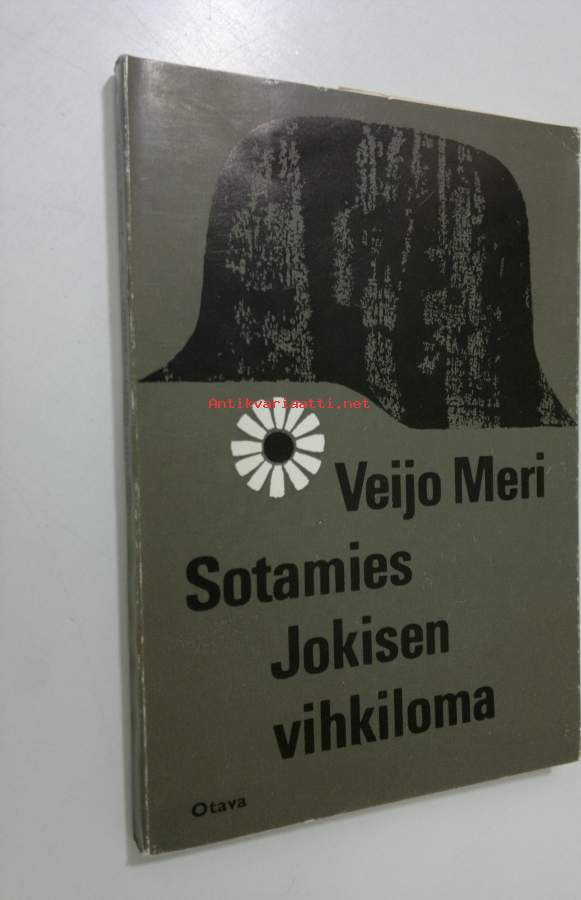 Antikvariaatti.net
Veijo Meri
Sotamies
Jokisen
vihkiloma
Otava